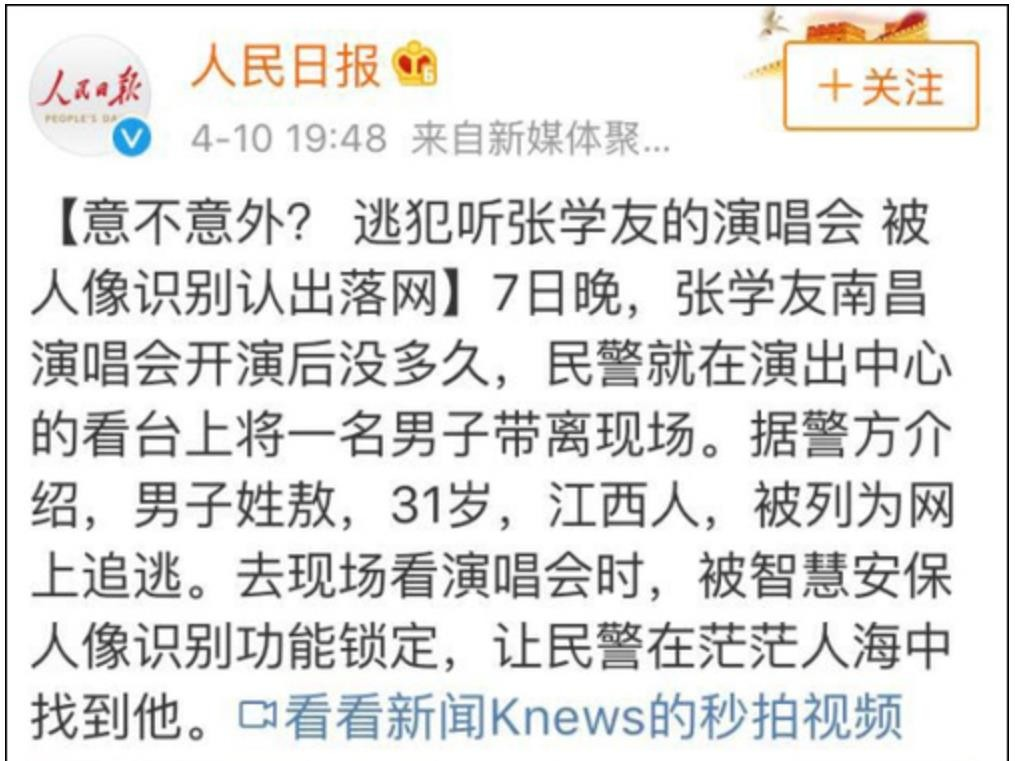 人民日报
人民日報
PEOPLE'S DA
4-10 19:48 来自新媒体聚...
＋关注
【意不意外？ 逃犯听张学友的演唱会 被
人像识别认出落网】7日晚，张学友南昌
演唱会开演后没多久，民警就在演出中心
的看台上将一名男子带离现场。据警方介
绍，男子姓敖，31岁，江西人，被列为网
上追逃。去现场看演唱会时，被智慧安保
人像识别功能锁定，让民警在茫茫人海中
找到他。看看新闻Knews的秒拍视频